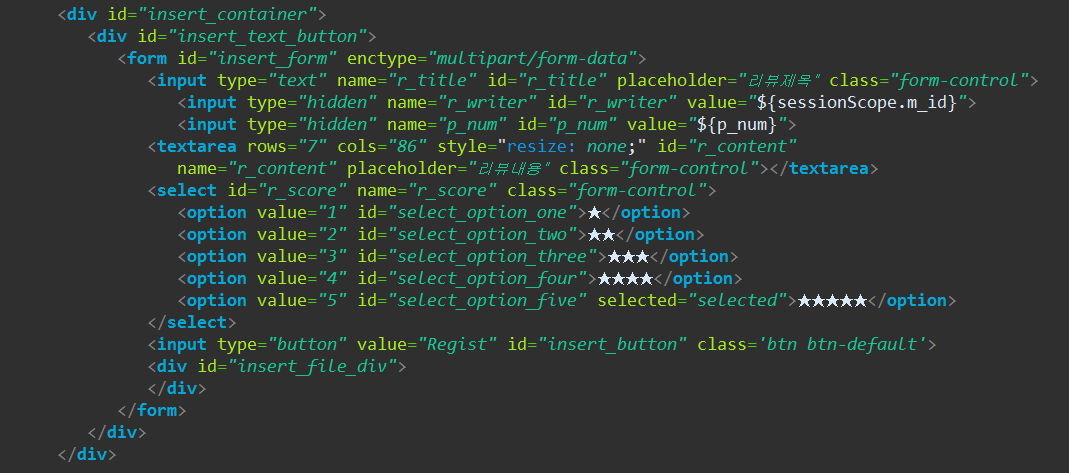 <div id="insert_container">
<div id="insert_text_button">
<form id="insert_form" enctype="multipart/form-data">
<input type="text" name="r_title" id="r_title" placeholder="리뷰제목" class="form-control">
<input type="hidden" name="r_writer" id="r_writer" value="${sessionScope.m_id}">
<input type="hidden" name="p_num" id="p_num" value="${p_num}">
<textarea rows="7" cols="86" style="resize: none;" id="r_content"
name="r_content" placeholder="리뷰내용" class="form-control"></textarea>
<select id="r_score" name="r_score" class="form-control">
<option value="1" id="select_option_one">★</option>
<option value="2" id="select_option_two">★★</option>
<option value="3" id="select_option_three">★★★</option>
<option value="4" id="select_option_four">★★★★</option>
<option value="5" id="select_option_five" selected="selected">★★★★★</option>
</select>
<input type="button" value="Regist" id="insert_button" class='btn btn-default'>
<div id="insert_file_div">
</div>
</form>
</div>
</div>